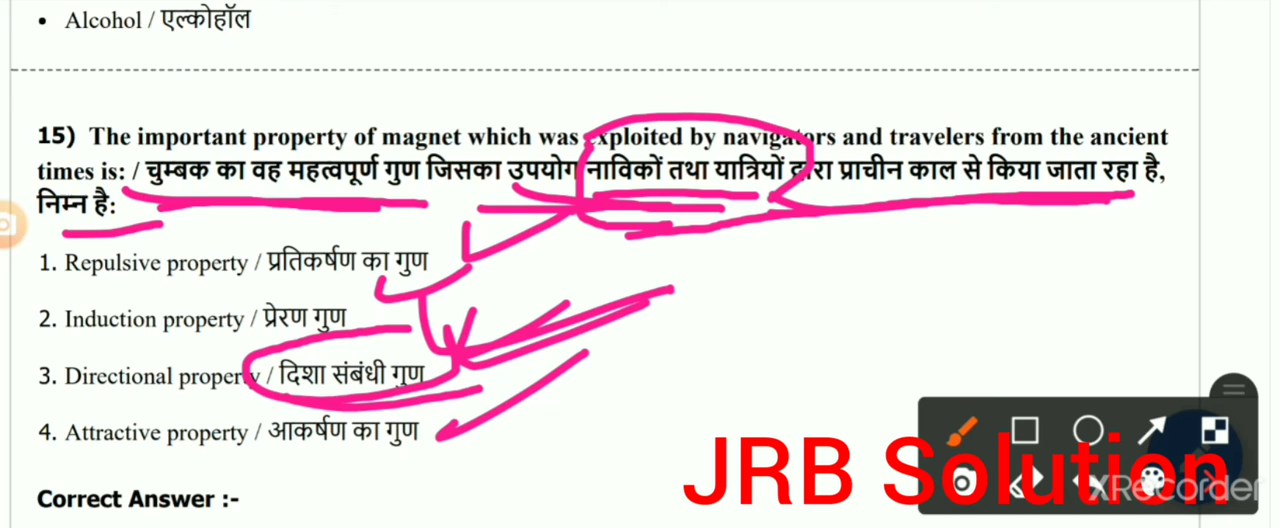 • Alcohol / एल्कोहॉल
15) The important property of magnet which was exploited by navigators and travelers from the ancient
times is: / चुम्बक का वह महत्वपूर्ण गुण जिसका उपयोग नाविकों तथा यात्रियों द्वारा प्राचीन काल से किया जाता रहा है,
निम्न है:
1. Repulsive property / प्रतिकर्षण का गुण
2. Induction property / प्रेरण गुण
3. Directional property / दिशा संबंधी गुण
4. Attractive property / आकर्षण का गुण
JRB Solution
XRecorder
Correct Answer :-